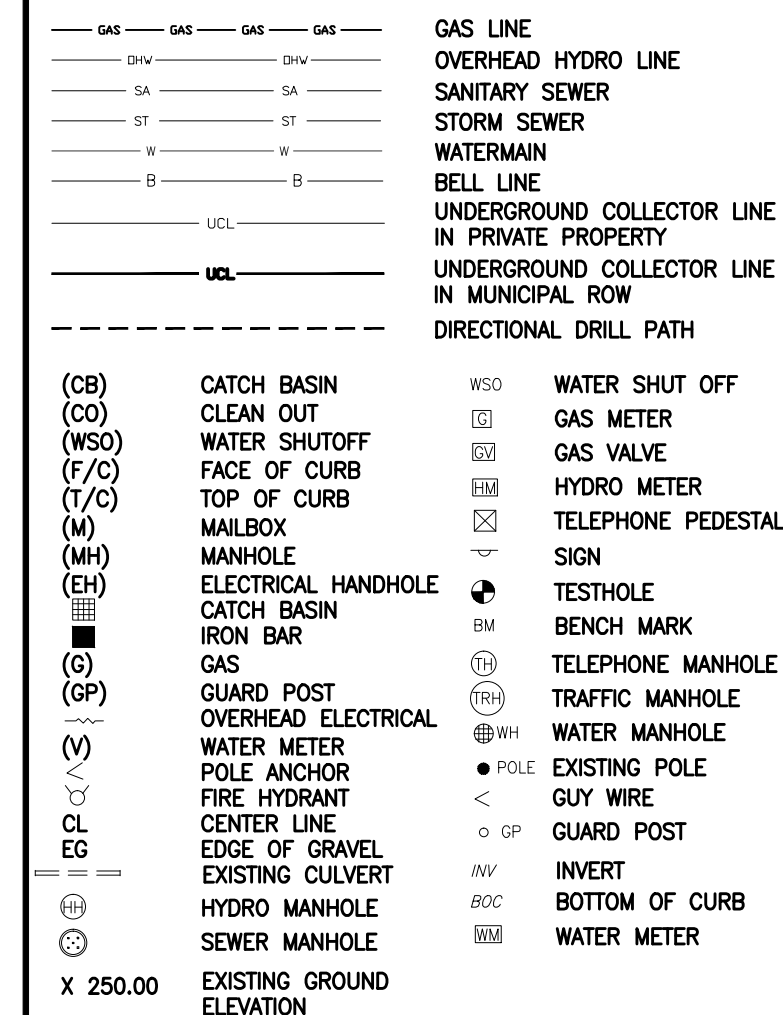 GAS GAS GAS GAS GAS LINE
OHW OHW OVERHEAD HYDRO LINE
SA SA SANITARY SEWER
ST ST STORM SEWER
W W WATERMAIN
B B BELL LINE
UCL UNDERGROUND COLLECTOR LINE
IN PRIVATE PROPERTY
UCL UNDERGROUND COLLECTOR LINE
IN MUNICIPAL ROW
DIRECTIONAL DRILL PATH
(CB) CATCH BASIN
(CO) CLEAN OUT
(WSO) WATER SHUTOFF
(F/C) FACE OF CURB
(T/C) TOP OF CURB
(M) MAILBOX
(MH) MANHOLE
(EH) ELECTRICAL HANDHOLE
CATCH BASIN
IRON BAR
(G) GAS
(GP) GUARD POST
OVERHEAD ELECTRICAL
(V) WATER METER
POLE ANCHOR
FIRE HYDRANT
CL CENTER LINE
EG EDGE OF GRAVEL
EXISTING CULVERT
HH HYDRO MANHOLE
SEWER MANHOLE
X 250.00 EXISTING GROUND
ELEVATION
WSO WATER SHUT OFF
G GAS METER
GV GAS VALVE
HM HYDRO METER
TELEPHONE PEDESTAL
SIGN
TESTHOLE
BM BENCH MARK
TH TELEPHONE MANHOLE
TRH TRAFFIC MANHOLE
WH WATER MANHOLE
POLE EXISTING POLE
GUY WIRE
GP GUARD POST
INV INVERT
BOC BOTTOM OF CURB
WM WATER METER